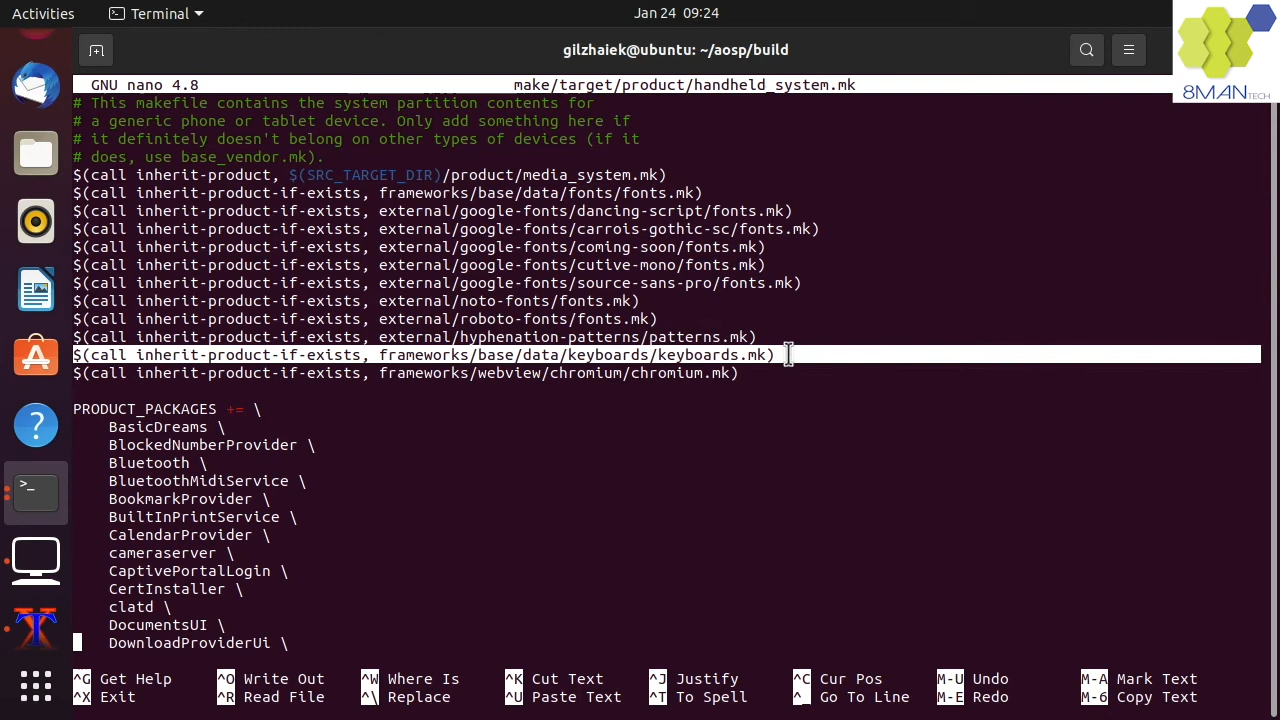 Activities
Terminal
Jan 24 09:24
gilzhaiek@ubuntu: ~/aosp/build
8MANTECH
GNU nano 4.8 make/target/product/handheld_system.mk
# This makefile contains the system partition contents for
# a generic phone or tablet device. Only add something here if
# it definitely doesn't belong on other types of devices (if it
# does, use base_vendor.mk).
$(call inherit-product, $(SRC_TARGET_DIR)/product/media_system.mk)
$(call inherit-product-if-exists, frameworks/base/data/fonts/fonts.mk)
$(call inherit-product-if-exists, external/google-fonts/dancing-script/fonts.mk)
$(call inherit-product-if-exists, external/google-fonts/carrois-gothic-sc/fonts.mk)
$(call inherit-product-if-exists, external/google-fonts/coming-soon/fonts.mk)
$(call inherit-product-if-exists, external/google-fonts/cutive-mono/fonts.mk)
$(call inherit-product-if-exists, external/google-fonts/source-sans-pro/fonts.mk)
$(call inherit-product-if-exists, external/noto-fonts/fonts.mk)
$(call inherit-product-if-exists, external/roboto-fonts/fonts.mk)
$(call inherit-product-if-exists, external/hyphenation-patterns/patterns.mk)
$(call inherit-product-if-exists, frameworks/base/data/keyboards/keyboards.mk)
$(call inherit-product-if-exists, frameworks/webview/chromium/chromium.mk)
PRODUCT_PACKAGES += \
BasicDreams \
BlockedNumberProvider \
Bluetooth \
BluetoothMidiService \
BookmarkProvider \
BuiltInPrintService \
CalendarProvider \
cameraserver \
CaptivePortalLogin \
CertInstaller \
clatd \
DocumentsUI \
DownloadProviderUi \
^G Get Help ^O Write Out ^W Where Is ^K Cut Text ^J Justify ^C Cur Pos M-U Undo M-A Mark Text
^X Exit ^R Read File ^\ Replace ^U Paste Text ^T To Spell ^_ Go To Line M-E Redo M-6 Copy Text